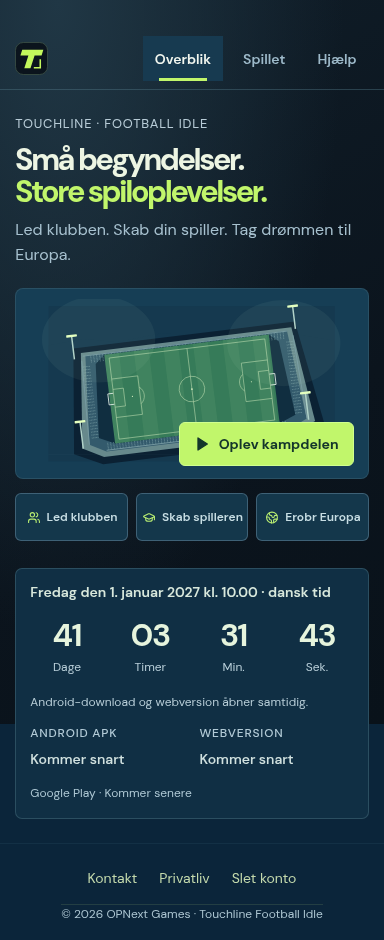 Overblik
Spillet
Hjælp
TOUCHLINE · FOOTBALL IDLE
Små begyndelser.
Store spiloplevelser.
Led klubben. Skab din spiller. Tag drømmen til
Europa.
Oplev kampdelen
Led klubben
Skab spilleren
Erobr Europa
Fredag den 1. januar 2027 kl. 10.00 · dansk tid
41 03 31 43
Dage Timer Min. Sek.
Android-download og webversion åbner samtidig.
ANDROID APK WEBVERSION
Kommer snart Kommer snart
Google Play · Kommer senere
Kontakt Privatliv Slet konto
© 2026 OPNext Games · Touchline Football Idle